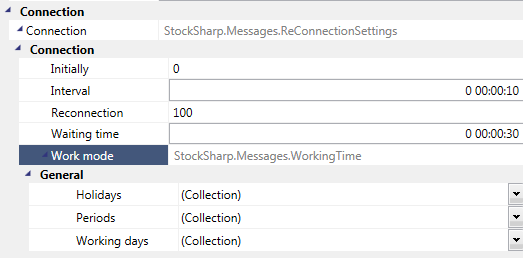 Connection
Connection StockSharp.Messages.ReConnectionSettings
Connection
Initially 0
Interval 0 00:00:10
Reconnection 100
Waiting time 0 00:00:30
Work mode StockSharp.Messages.WorkingTime
General
Holidays (Collection)
Periods (Collection)
Working days (Collection)